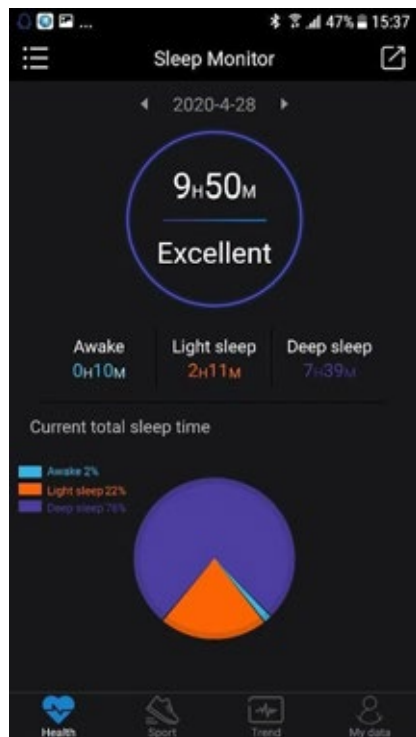 ... 47% 15:37
Sleep Monitor
2020-4-28
9H50M
Excellent
Awake Light sleep Deep sleep
0H10M 2H11M 7H39M
Current total sleep time
Awake 2%
Light sleep 22%
Deep sleep 76%
Health Sport Trend My data